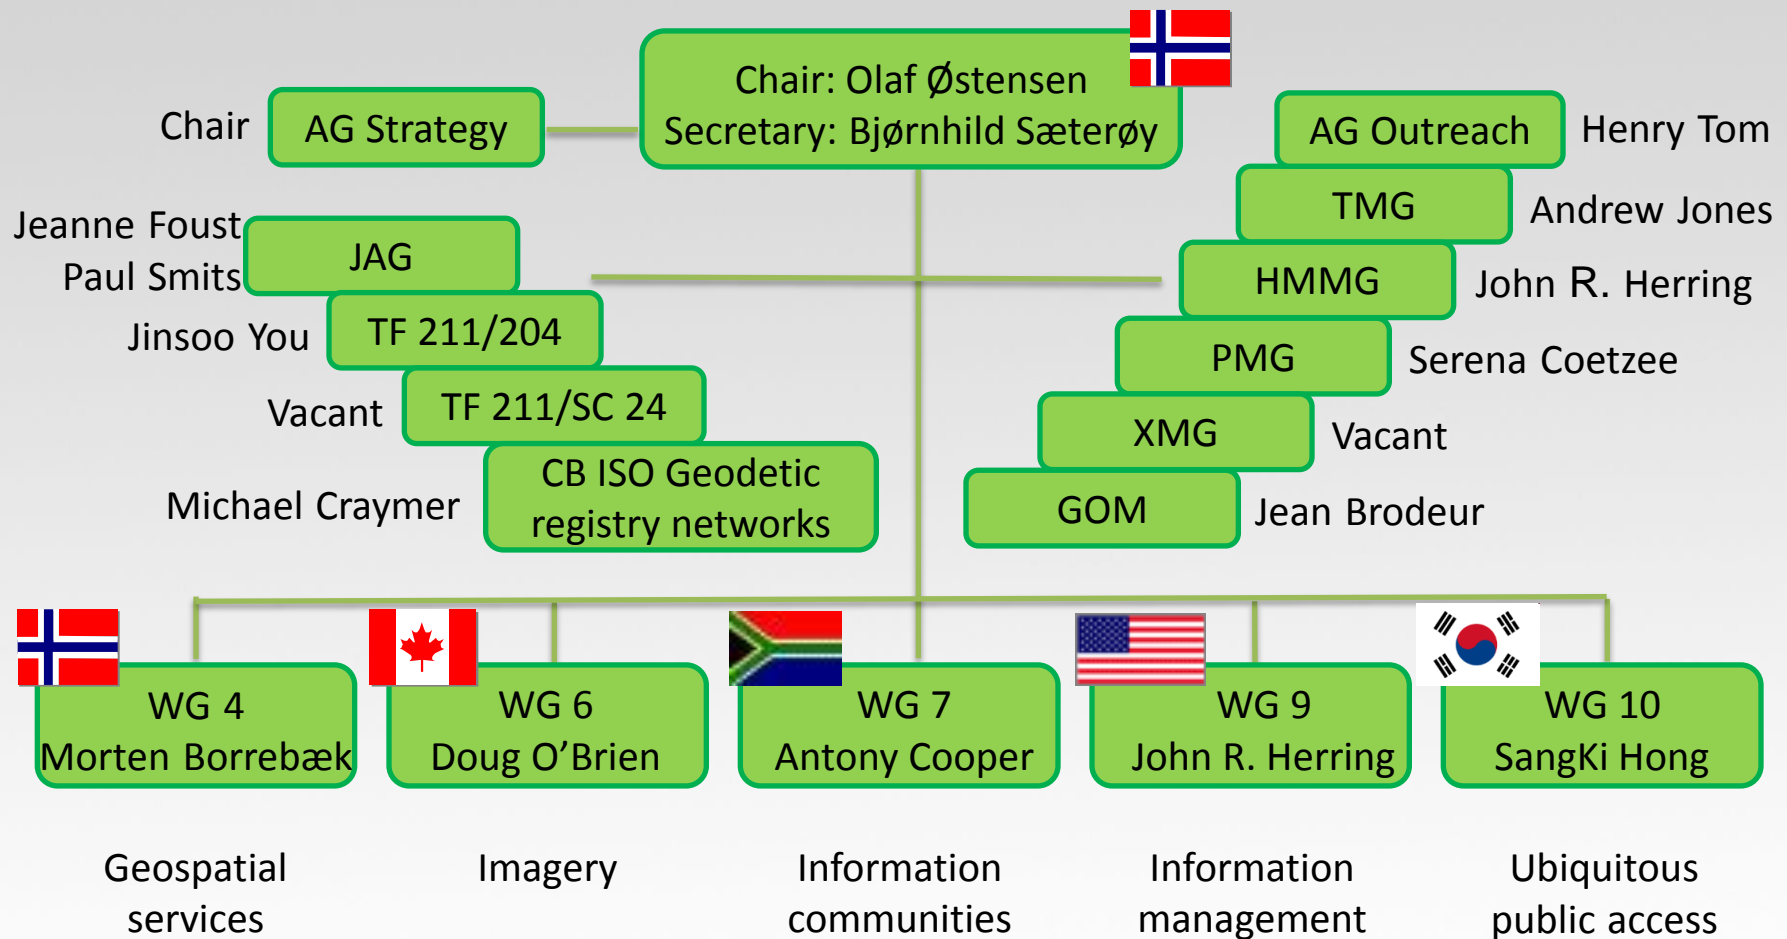 Chair: Olaf Østensen
Secretary: Bjørnhild Sæterøy
Chair
AG Strategy
Jeanne Foust
Paul Smits
JAG
Jinsoo You
TF 211/204
Vacant
TF 211/SC 24
Michael Craymer
CB ISO Geodetic
registry networks
AG Outreach
Henry Tom
TMG
Andrew Jones
HMMG
John R. Herring
PMG
Serena Coetzee
XMG
Vacant
GOM
Jean Brodeur
WG 4
Morten Borrebæk
Geospatial
services
WG 6
Doug O’Brien
Imagery
WG 7
Antony Cooper
Information
communities
WG 9
John R. Herring
Information
management
WG 10
SangKi Hong
Ubiquitous
public access